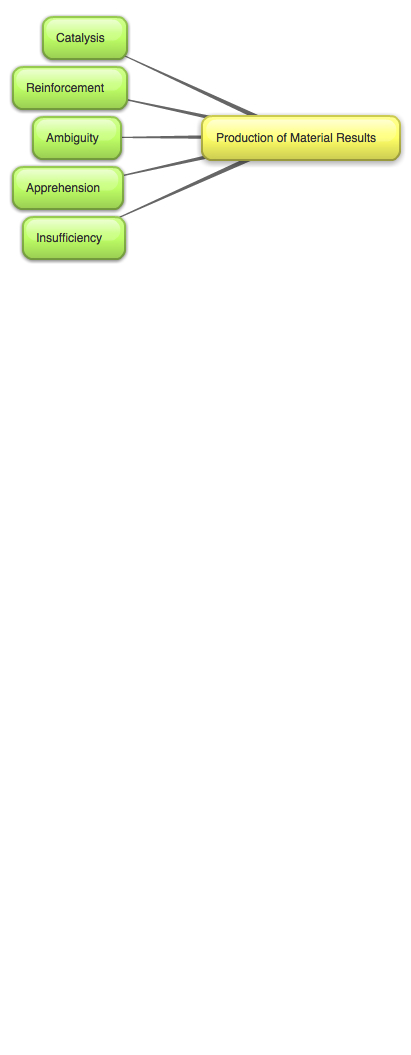 Catalysis
Reinforcement
Ambiguity
Production of Material Results
Apprehension
Insufficiency